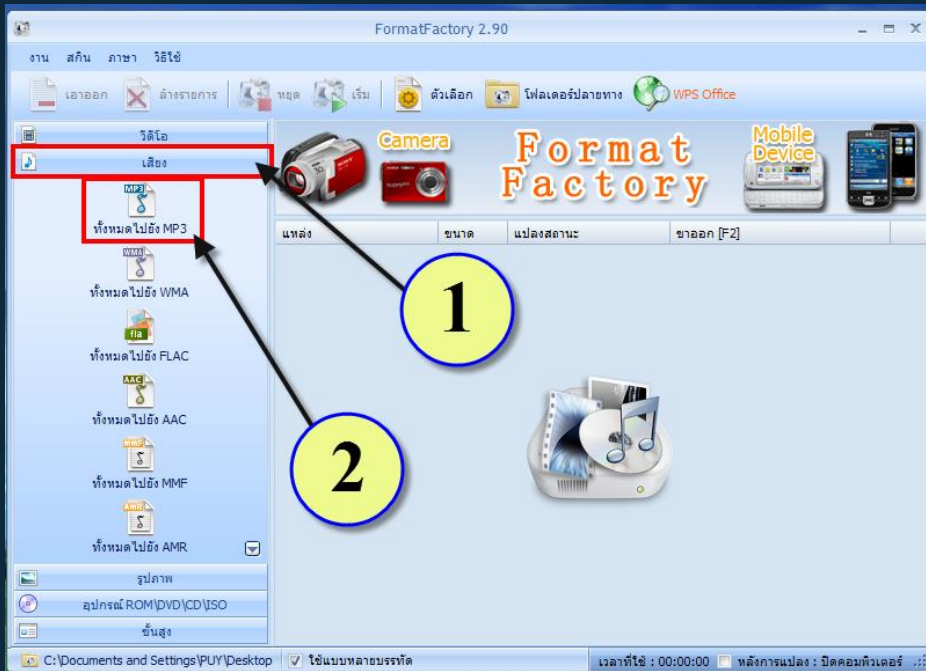 FormatFactory 2.90
งาน สกิน ภาษา วิธีใช้
เอาออก ล้างรายการ หยุด เริ่ม ตัวเลือก โฟลเดอร์ปลายทาง WPS Office
วิดีโอ
เสียง
MP3
ทั้งหมดไปยัง MP3
WMA
ทั้งหมดไปยัง WMA
fla
ทั้งหมดไปยัง FLAC
AAC
ทั้งหมดไปยัง AAC
MMF
ทั้งหมดไปยัง MMF
AMR
ทั้งหมดไปยัง AMR
รูปภาพ
อุปกรณ์ ROM\DVD\CD\ISO
ขั้นสูง
Camera
Format
Factory
Mobile
Device
แหล่ง ขนาด แปลงสถานะ ขาออก [F2]
1
2
C:\Documents and Settings\PUY\Desktop ใช้แบบหลายบรรทัด เวลาที่ใช้ : 00:00:00 หลังการแปลง : ปิดคอมพิวเตอร์